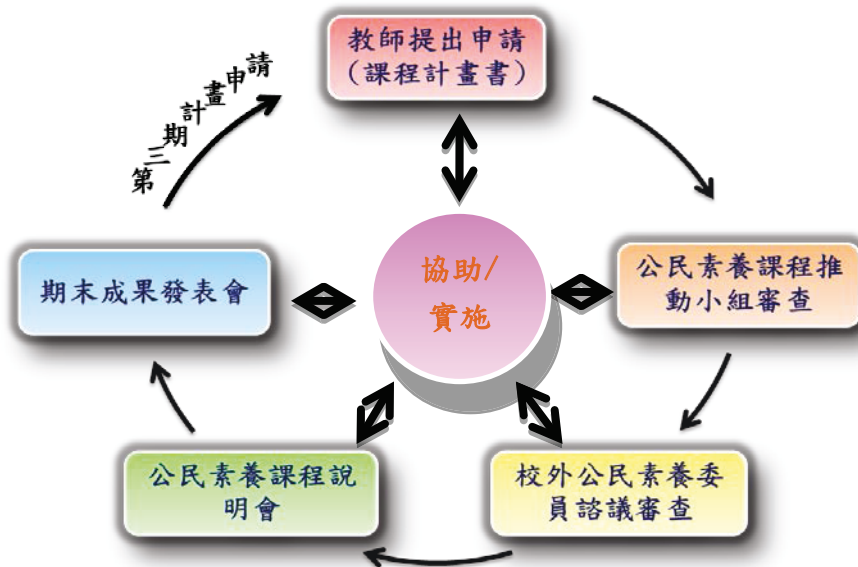 教師提出申請
（課程計畫書）
第三期計畫申請
協助/
實施
期末成果發表會
公民素養課程推
動小組審查
公民素養課程說
明會
校外公民素養委
員諮議審查